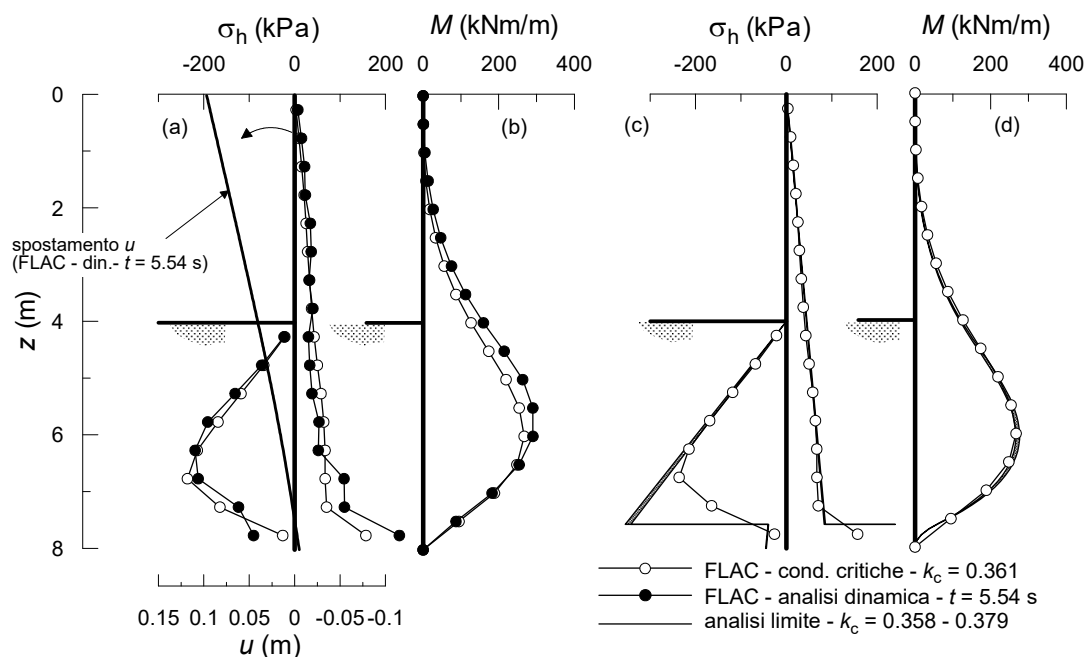 σh (kPa)
M (kNm/m)
σh (kPa)
M (kNm/m)
-200 0 200
0 200 400
-200 0 200
0 200 400
0
2
4
6
8
z (m)
(a)
(b)
(c)
(d)
spostamento u
(FLAC - din.- t = 5.54 s)
0.15 0.1 0.05 0 -0.05 -0.1
u (m)
FLAC - cond. critiche - kc = 0.361
FLAC - analisi dinamica - t = 5.54 s
analisi limite - kc = 0.358 - 0.379